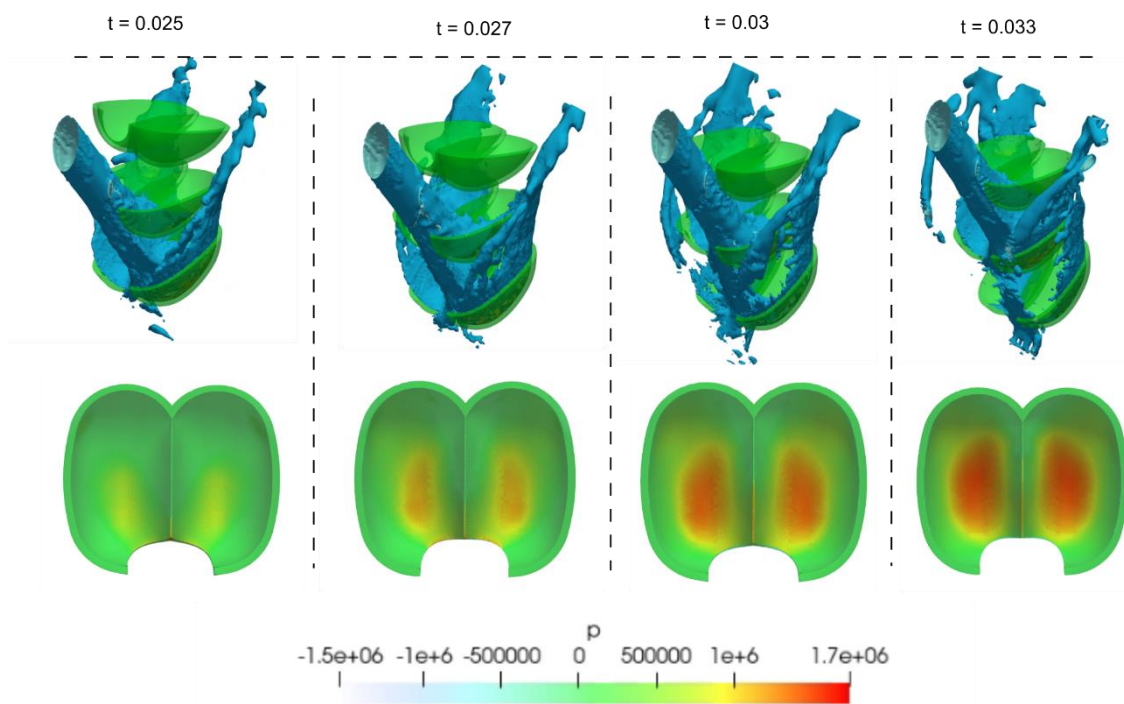 t = 0.025
t = 0.027
t = 0.03
t = 0.033
p
-1.5e+06 -1e+6 -500000 0 500000 1e+6 1.7e+06